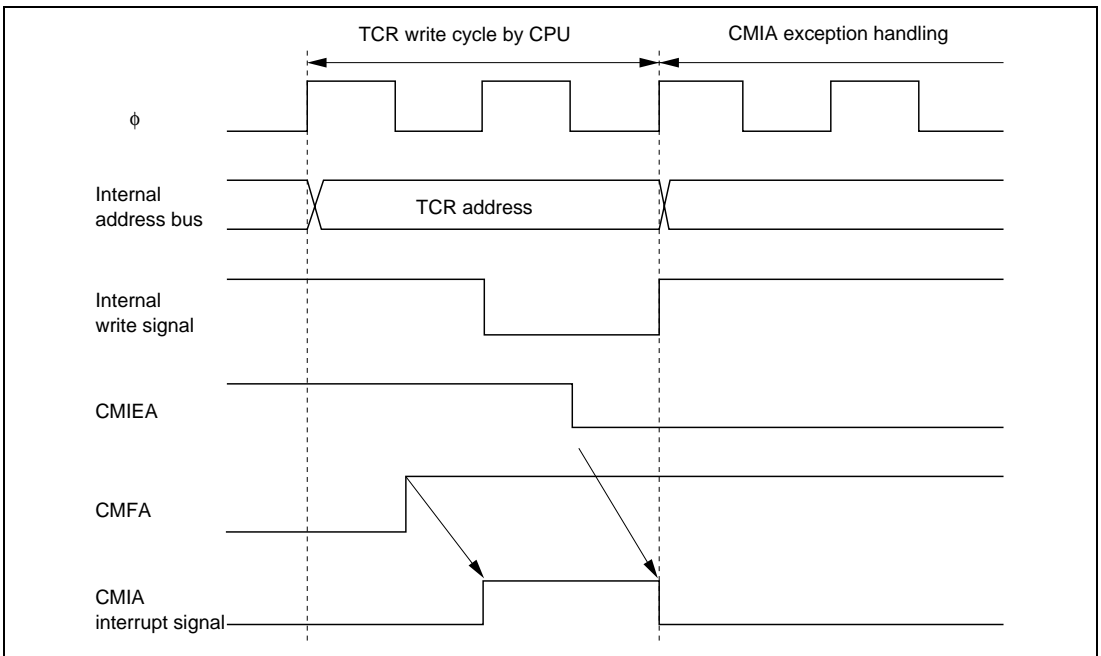 TCR write cycle by CPU
CMIA exception handling
ϕ
Internal
address bus
TCR address
Internal
write signal
CMIEA
CMFA
CMIA
interrupt signal